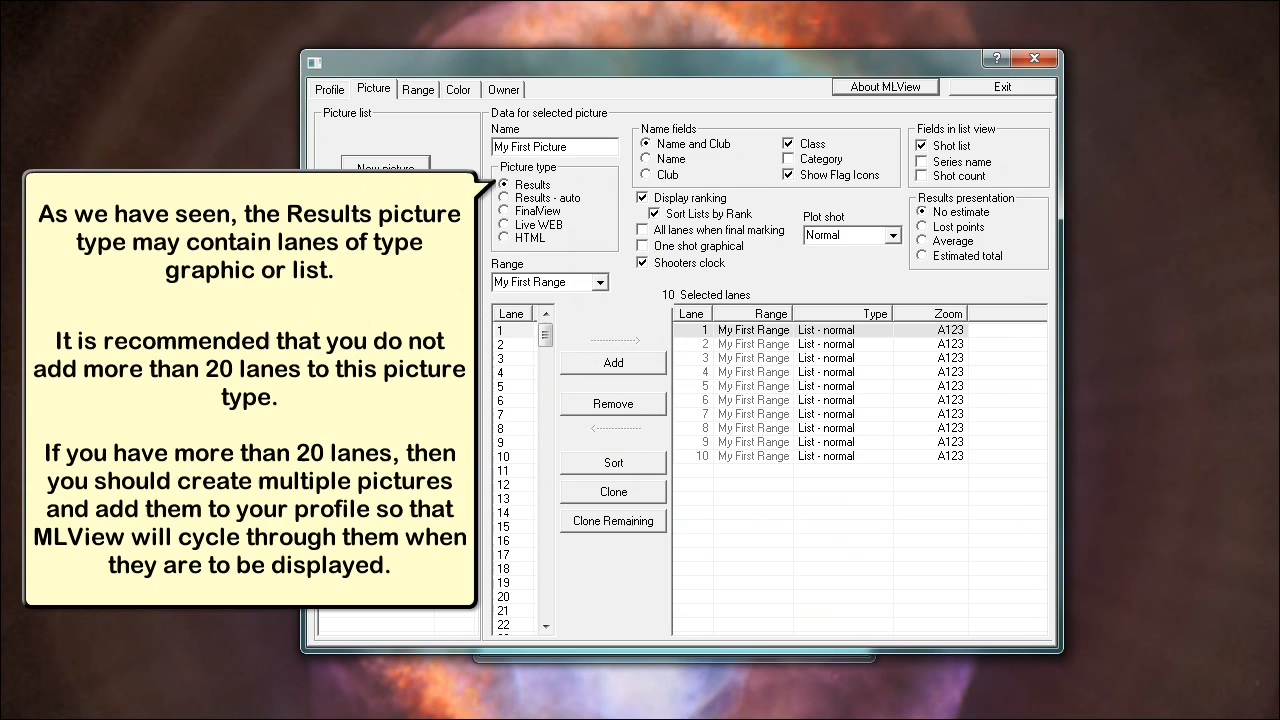 ?
X
Profile
Picture
Range
Color
Owner
About MLView
Exit
Picture list
New picture
As we have seen, the Results picture
type may contain lanes of type
graphic or list.
It is recommended that you do not
add more than 20 lanes to this picture
type.
If you have more than 20 lanes, then
you should create multiple pictures
and add them to your profile so that
MLView will cycle through them when
they are to be displayed.
Data for selected picture
Name
My First Picture
Picture type
Results
Results - auto
FinalView
Live WEB
HTML
Range
My First Range
Name fields
Name and Club
Name
Club
Class
Category
Show Flag Icons
Display ranking
Sort Lists by Rank
All lanes when final marking
One shot graphical
Shooters clock
Plot shot
Normal
Fields in list view
Shot list
Series name
Shot count
Results presentation
No estimate
Lost points
Average
Estimated total
Lane
1
2
3
4
5
6
7
8
9
10
11
12
13
14
15
16
17
18
19
20
21
22
Add
Remove
Sort
Clone
Clone Remaining
10 Selected lanes
Lane Range Type Zoom
1 My First Range List - normal A123
2 My First Range List - normal A123
3 My First Range List - normal A123
4 My First Range List - normal A123
5 My First Range List - normal A123
6 My First Range List - normal A123
7 My First Range List - normal A123
8 My First Range List - normal A123
9 My First Range List - normal A123
10 My First Range List - normal A123